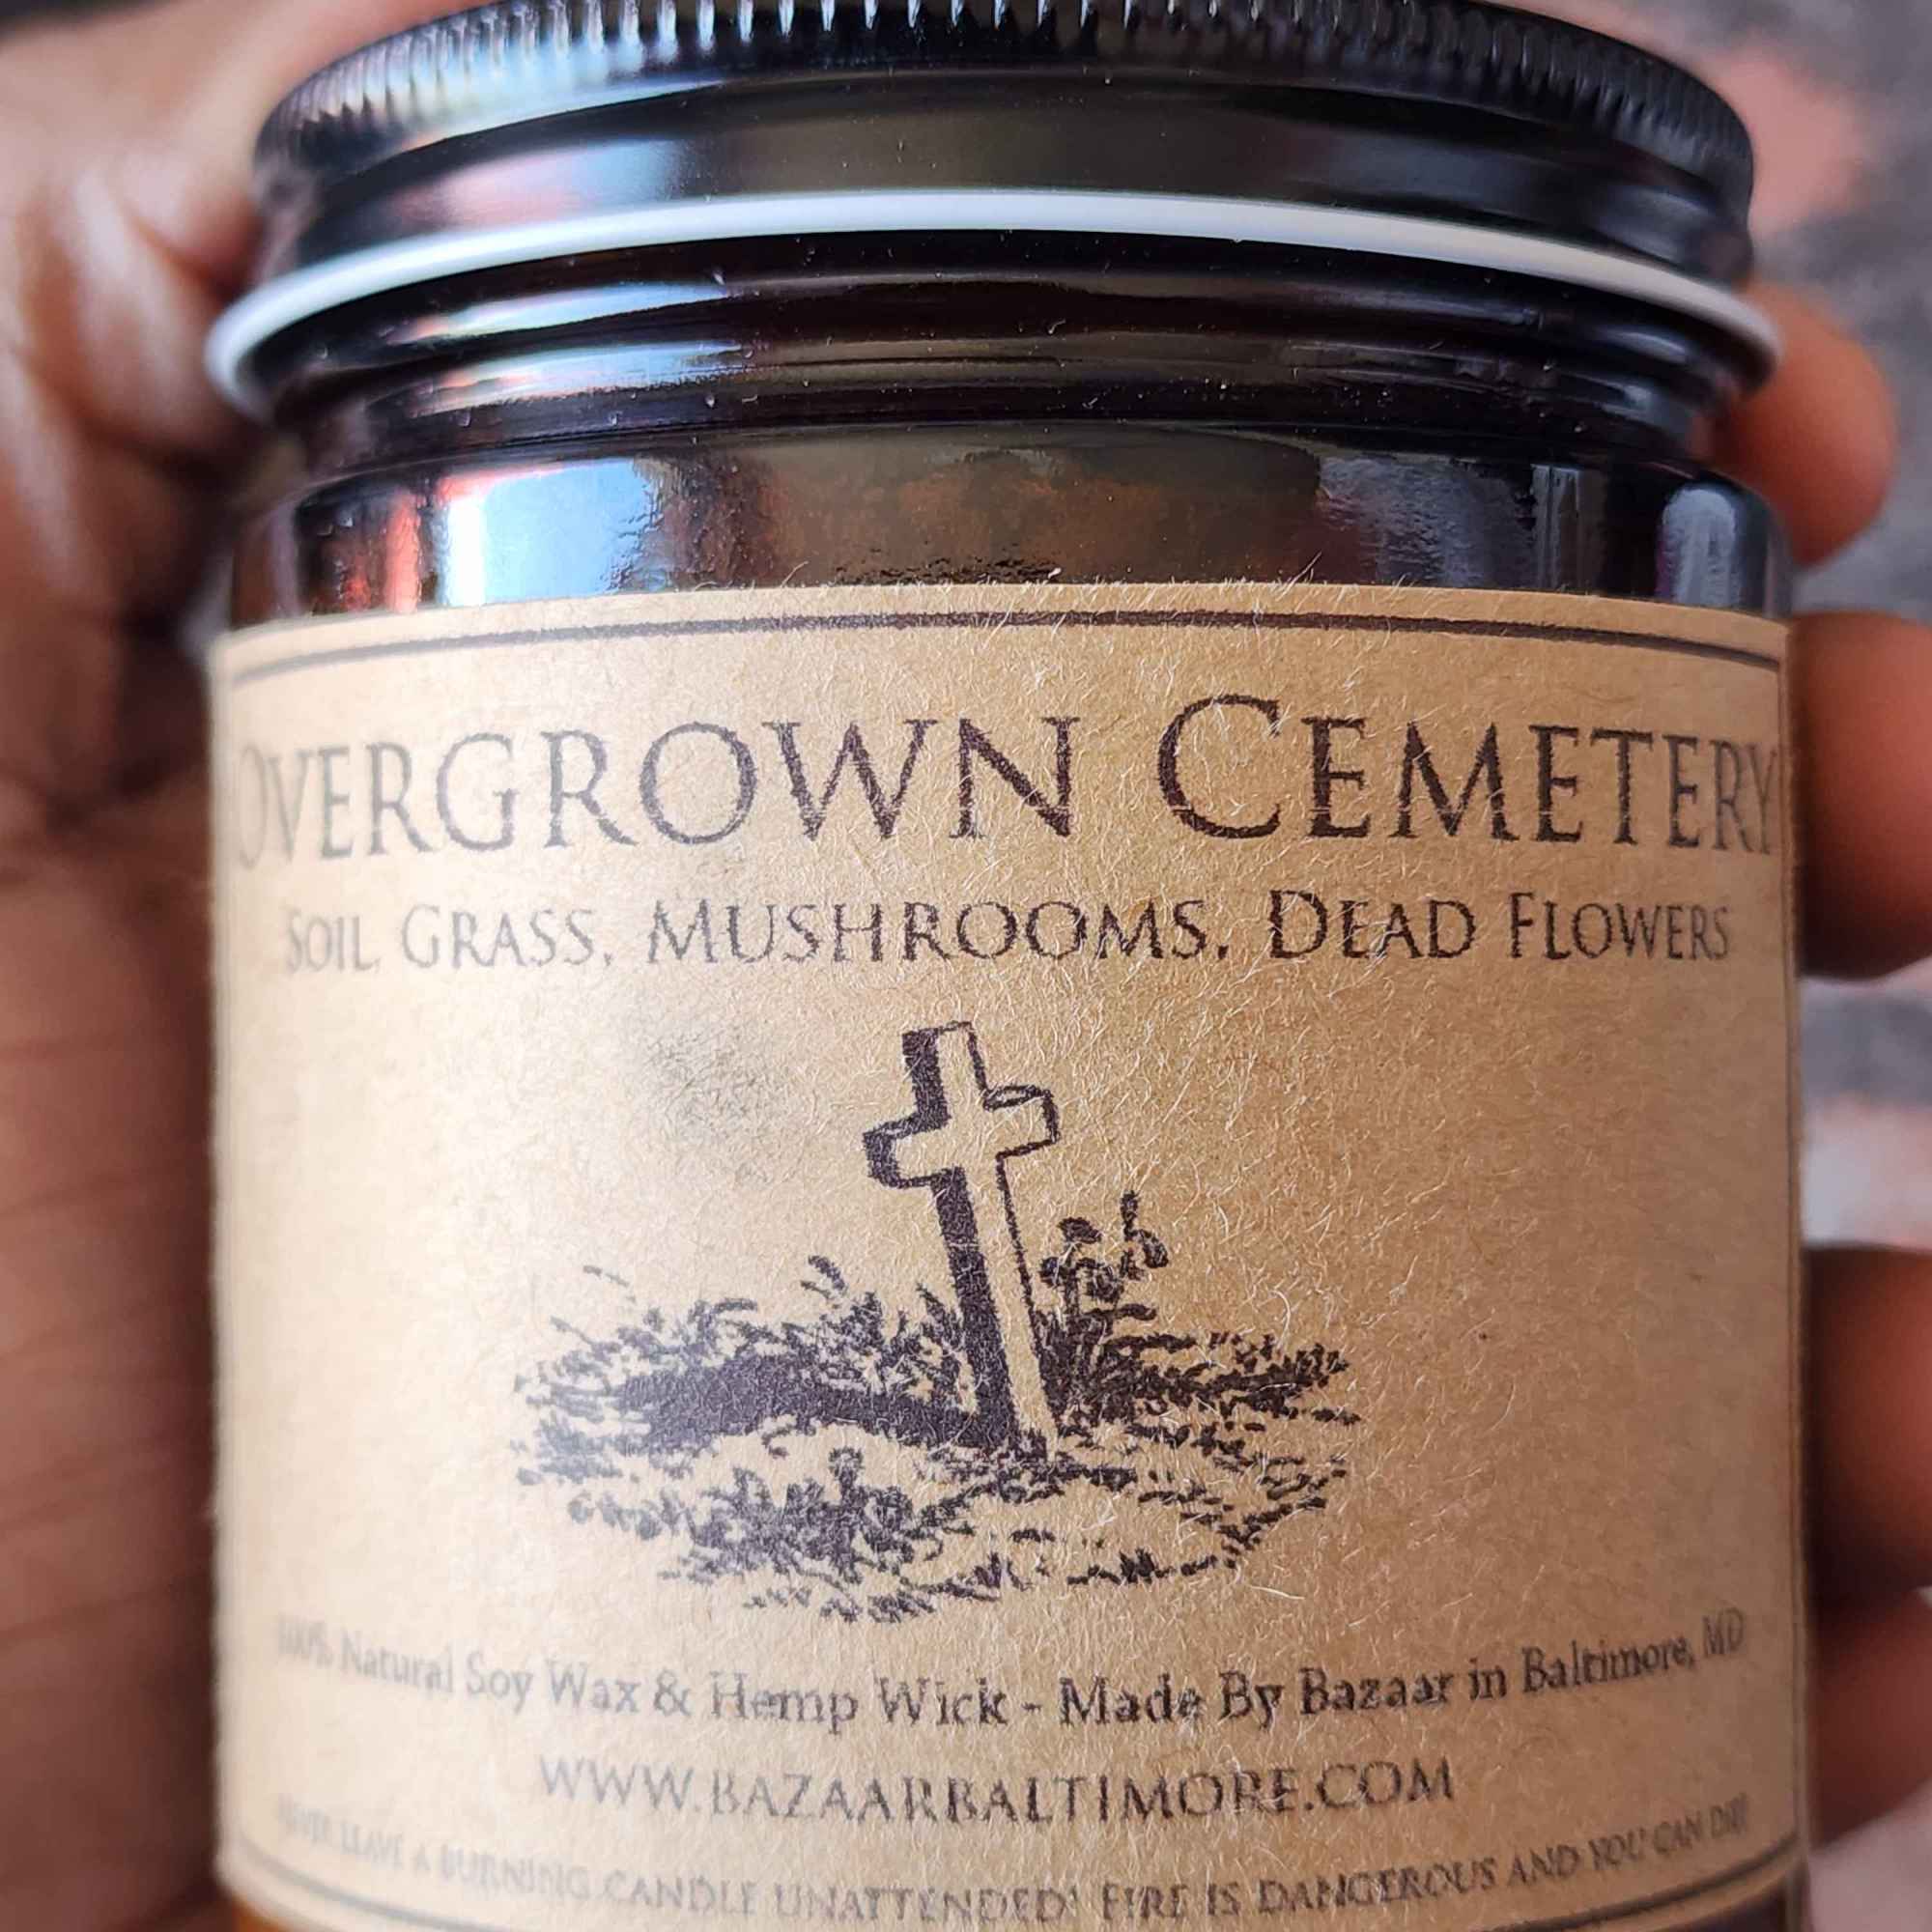 Overgrown Cemetery
Soil, Grass, Mushrooms, Dead Flowers
100% Natural Soy Wax & Hemp Wick - Made By Bazaar in Baltimore, MD
WWW.BAZAARBALTIMORE.COM
NEVER LEAVE A BURNING CANDLE UNATTENDED! FIRE IS DANGEROUS AND YOU CAN DIE!